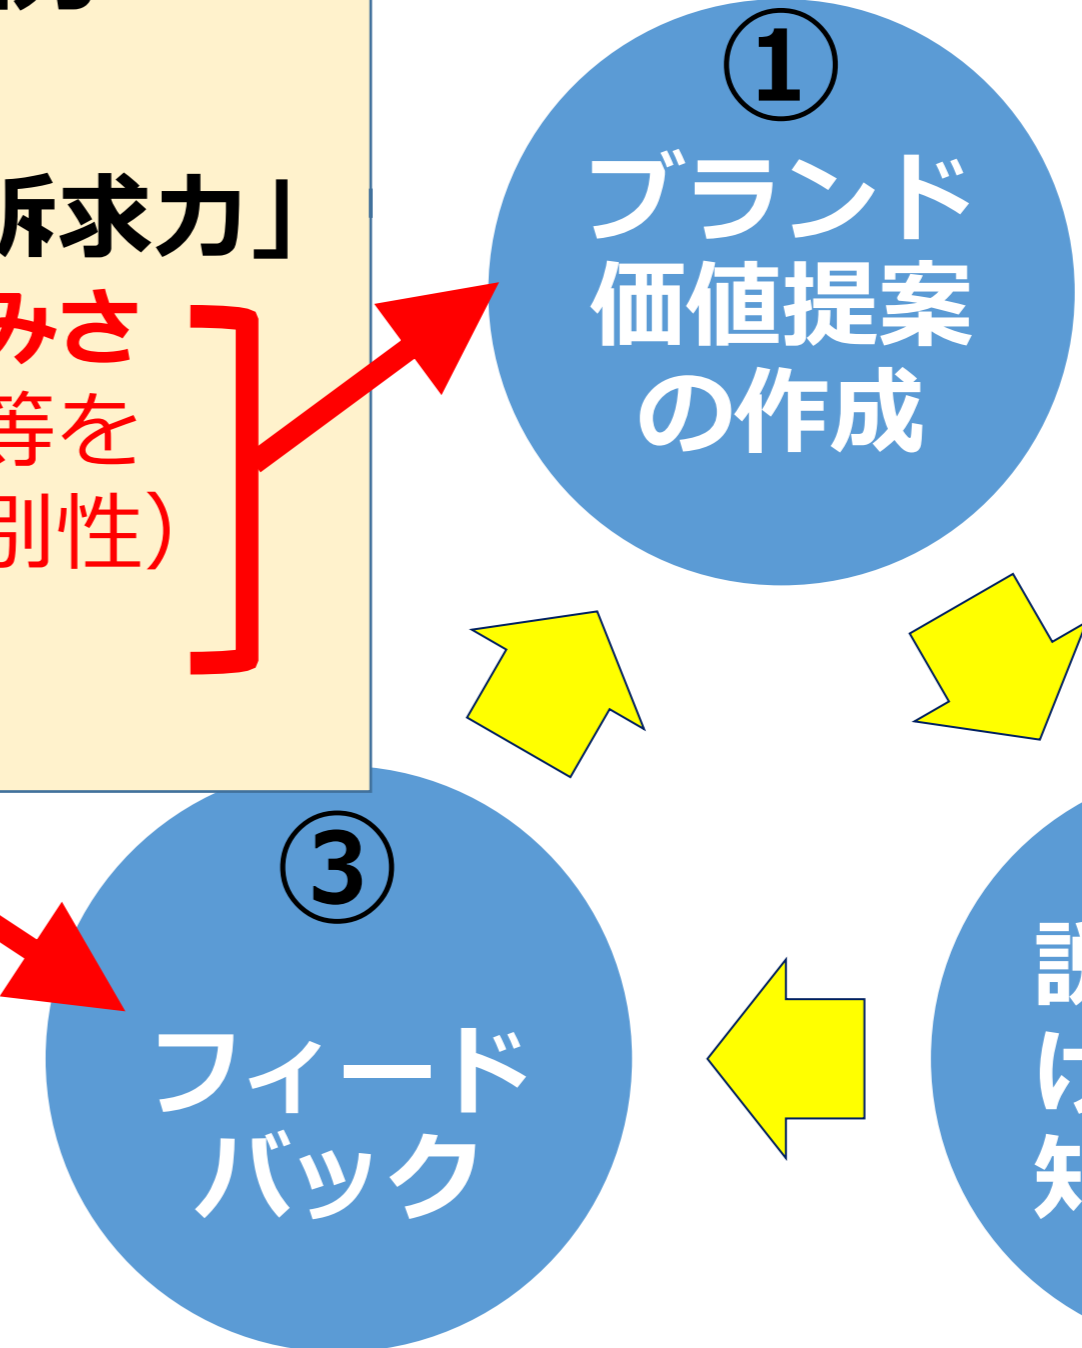 訴求力」
みさ
等を
別性）
①
ブランド
価値提案
の作成
③
フィード
バック